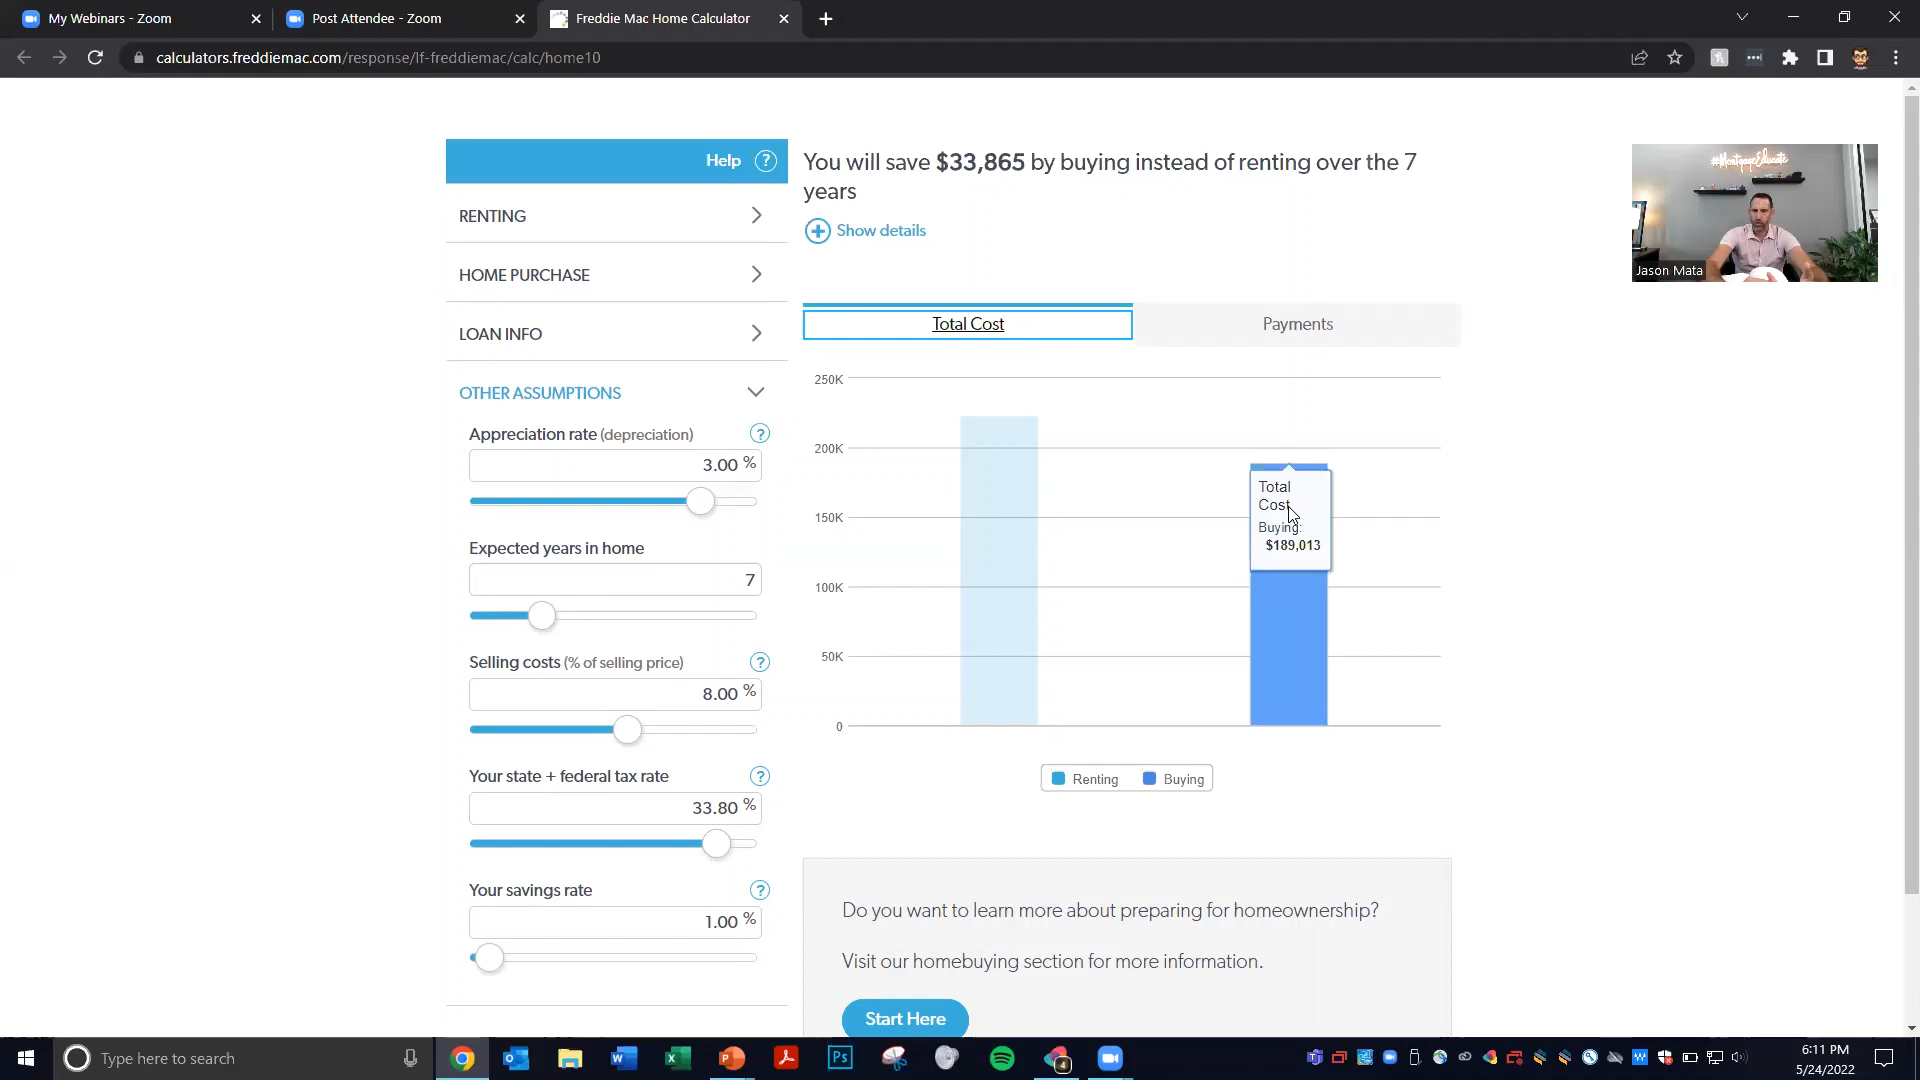 My Webinars - Zoom
Post Attendee - Zoom
Freddie Mac Home Calculator
calculators.freddiemac.com/response/lf-freddiemac/calc/home10
Help ?
RENTING
HOME PURCHASE
LOAN INFO
OTHER ASSUMPTIONS
Appreciation rate (depreciation) ?
3.00 %
Expected years in home
7
Selling costs (% of selling price) ?
8.00 %
Your state + federal tax rate ?
33.80 %
Your savings rate ?
1.00 %
You will save $33,865 by buying instead of renting over the 7
years
Show details
Total Cost
Payments
250K
200K
150K
100K
50K
0
Total
Cost
Buying:
$189,013
Renting
Buying
Do you want to learn more about preparing for homeownership?
Visit our homebuying section for more information.
Start Here
#MortgageEducate
Jason Mata
Type here to search
Ps
4
6:11 PM
5/24/2022